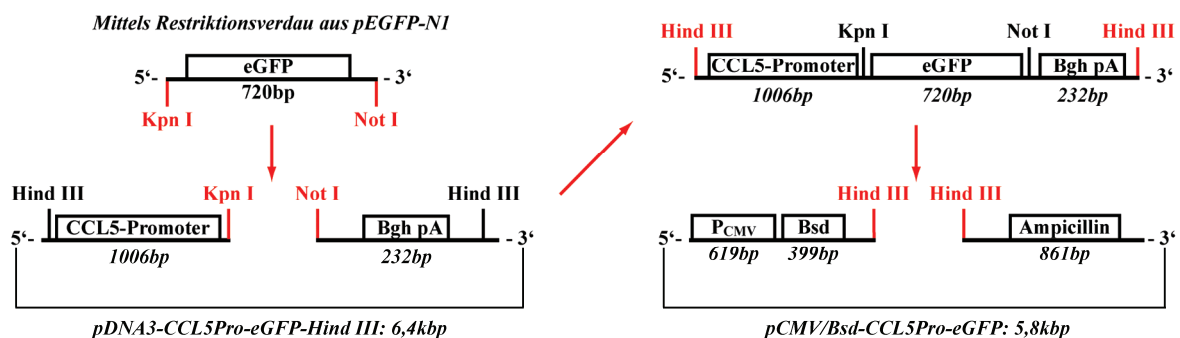 Mittels Restriktionsverdau aus pEGFP-N1
5‘- eGFP - 3‘
720bp
Kpn I Not I
Hind III Kpn I Not I Hind III
5‘- CCL5-Promoter Bgh pA - 3‘
1006bp 232bp
pDNA3-CCL5Pro-eGFP-Hind III: 6,4kbp
Hind III Kpn I Not I Hind III
5‘- CCL5-Promoter eGFP Bgh pA - 3‘
1006bp 720bp 232bp
Hind III Hind III
5‘- PCMV Bsd Ampicillin - 3‘
619bp 399bp 861bp
pCMV/Bsd-CCL5Pro-eGFP: 5,8kbp